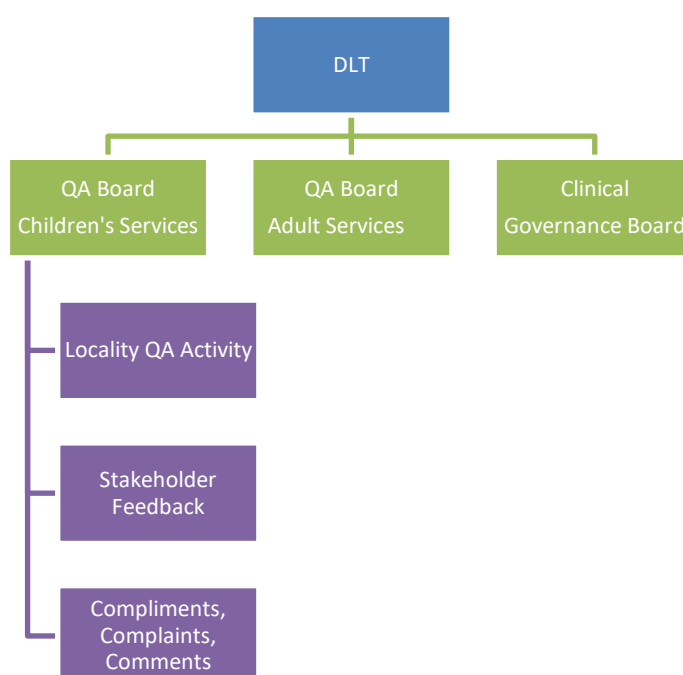 DLT
QA Board
Children's Services
QA Board
Adult Services
Clinical
Governance Board
Locality QA Activity
Stakeholder
Feedback
Compliments,
Complaints,
Comments